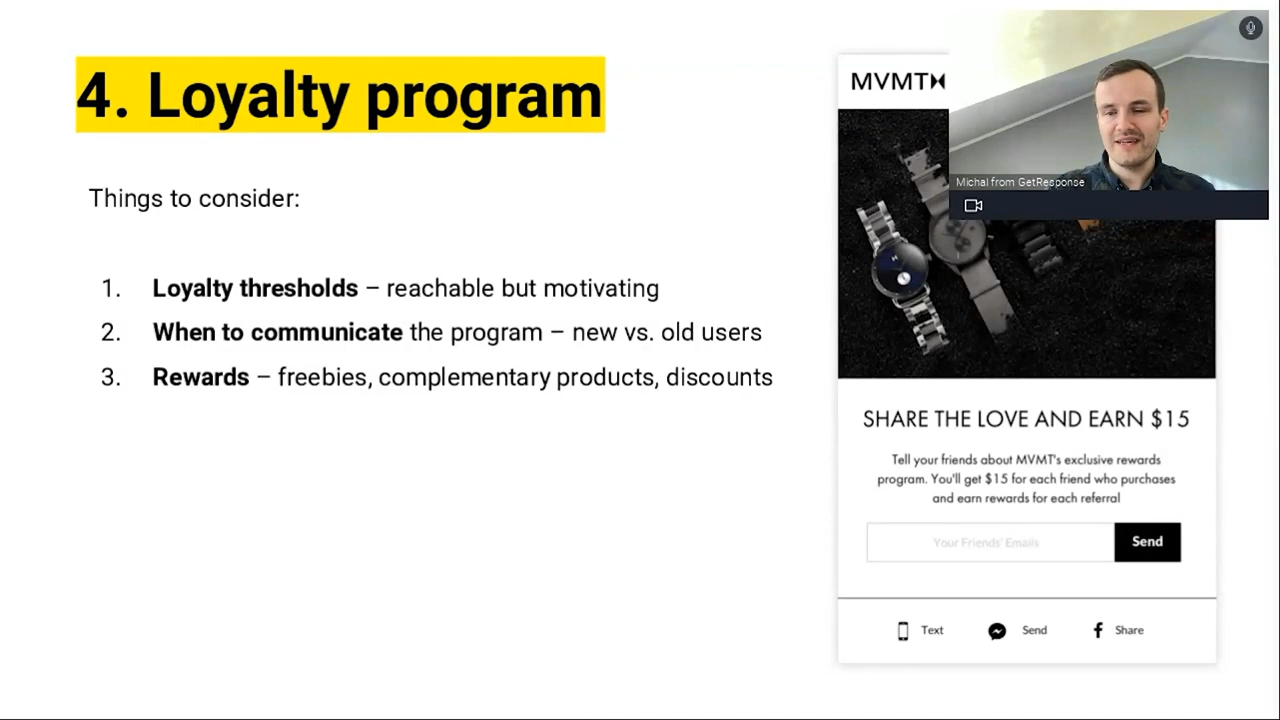 4. Loyalty program
Things to consider:
1. Loyalty thresholds – reachable but motivating
2. When to communicate the program – new vs. old users
3. Rewards – freebies, complementary products, discounts
MVMT
Michal from GetResponse
SHARE THE LOVE AND EARN $15
Tell your friends about MVMT's exclusive rewards
program. You'll get $15 for each friend who purchases
and earn rewards for each referral
Your Friends' Emails
Send
Text
Send
Share